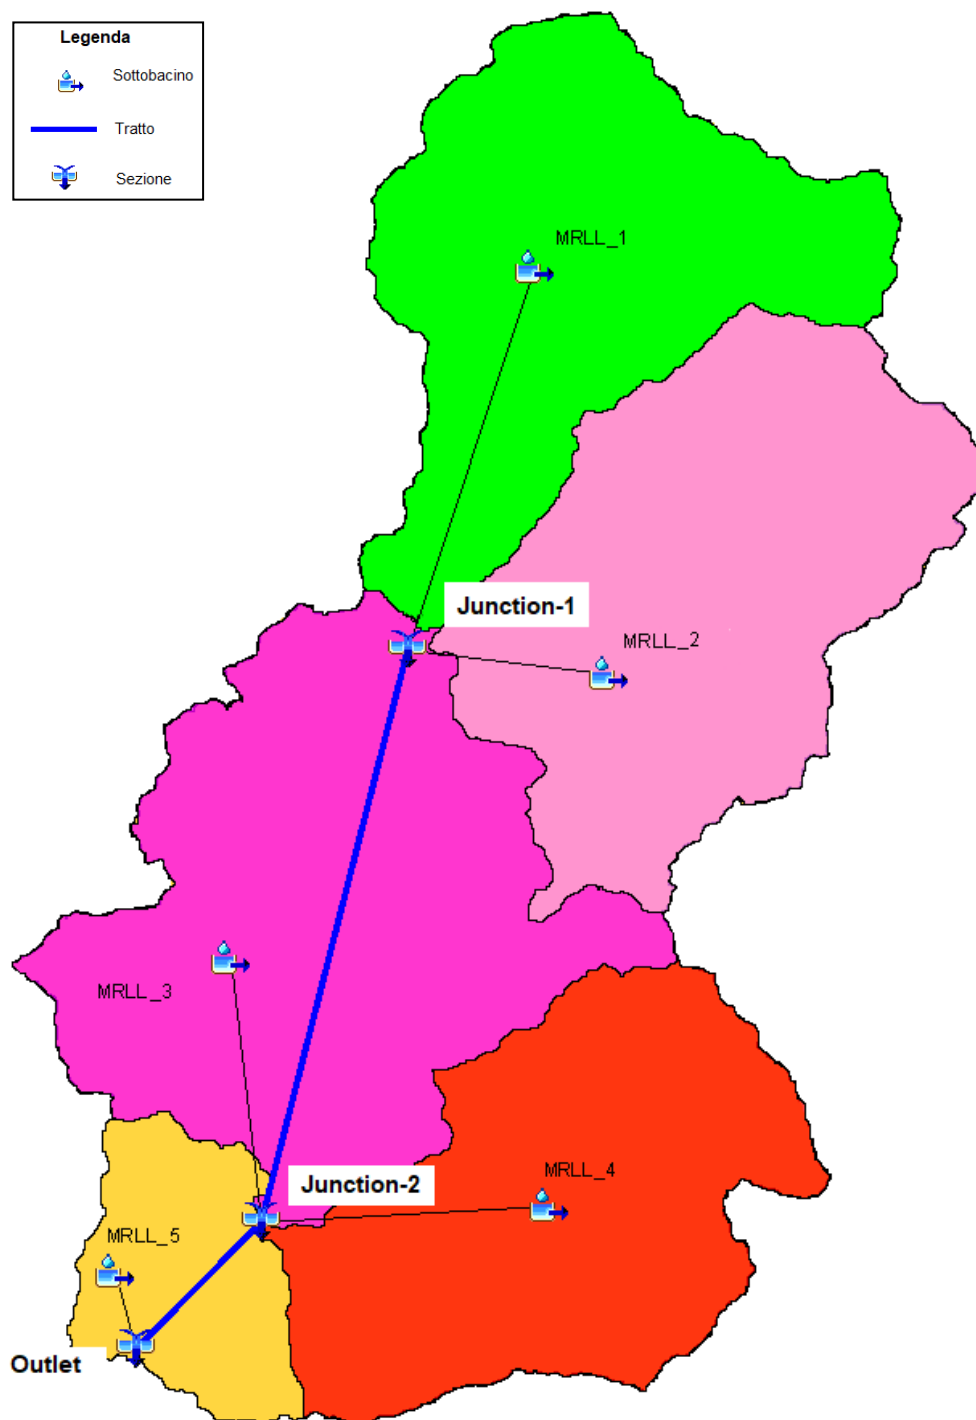 Legenda
Sottobacino
Tratto
Sezione
MRLL_1
Junction-1
MRLL_2
MRLL_3
Junction-2
MRLL_4
MRLL_5
Outlet